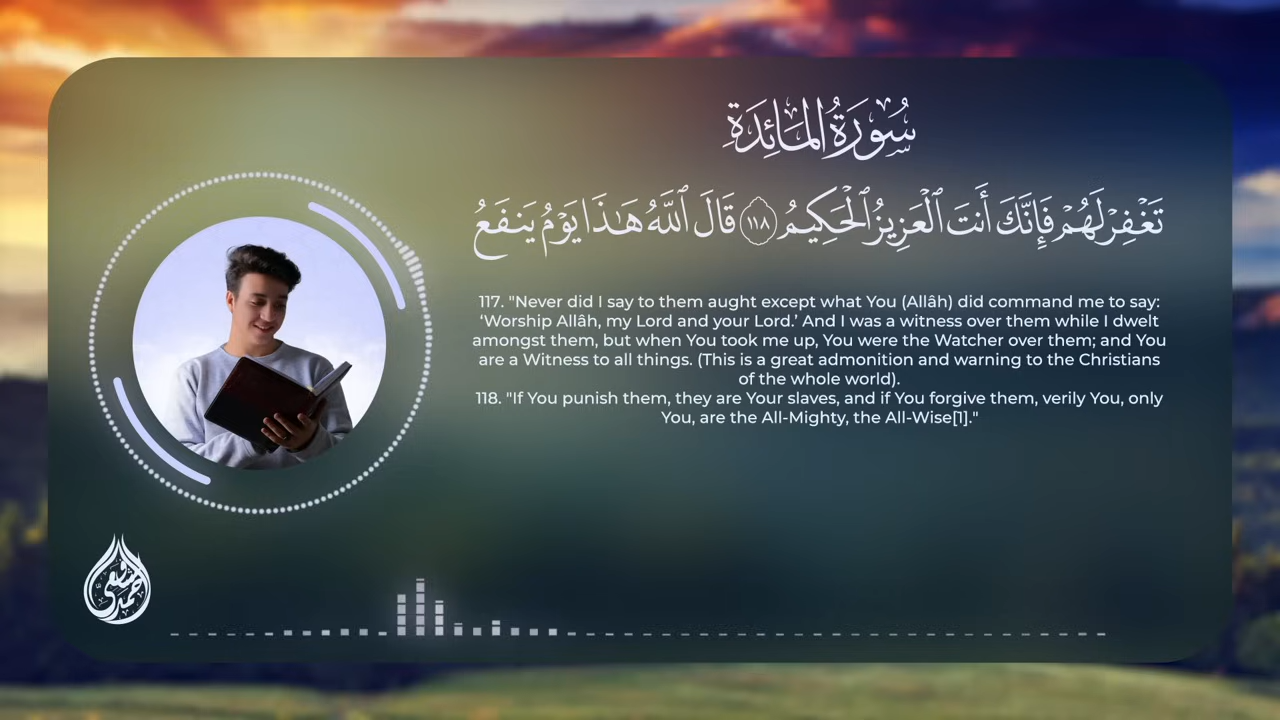 سُورَةُ المَائِدَةِ
تَغْفِرْ لَهُمْ فَإِنَّكَ أَنتَ ٱلْعَزِيزُ ٱلْحَكِيمُ ١١٨ قَالَ ٱللَّهُ هَـٰذَا يَوْمُ يَنفَعُ
117. "Never did I say to them aught except what You (Allâh) did command me to say:
‘Worship Allâh, my Lord and your Lord.’ And I was a witness over them while I dwelt
amongst them, but when You took me up, You were the Watcher over them; and You
are a Witness to all things. (This is a great admonition and warning to the Christians
of the whole world).
118. "If You punish them, they are Your slaves, and if You forgive them, verily You, only
You, are the All-Mighty, the All-Wise[1]."